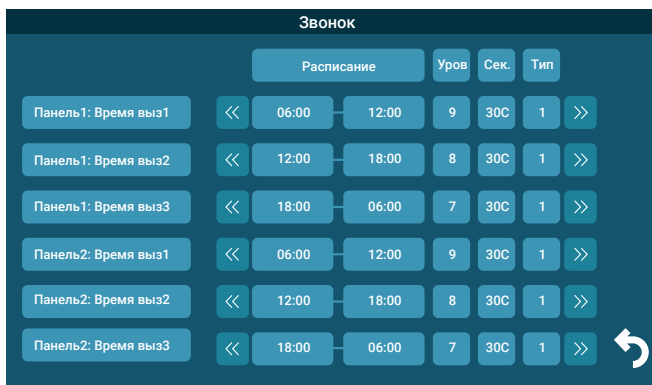 Звонок
Расписание Уров Сек. Тип
Панель1: Время выз1 06:00 12:00 9 30С 1
Панель1: Время выз2 12:00 18:00 8 30С 1
Панель1: Время выз3 18:00 06:00 7 30С 1
Панель2: Время выз1 06:00 12:00 9 30С 1
Панель2: Время выз2 12:00 18:00 8 30С 1
Панель2: Время выз3 18:00 06:00 7 30С 1